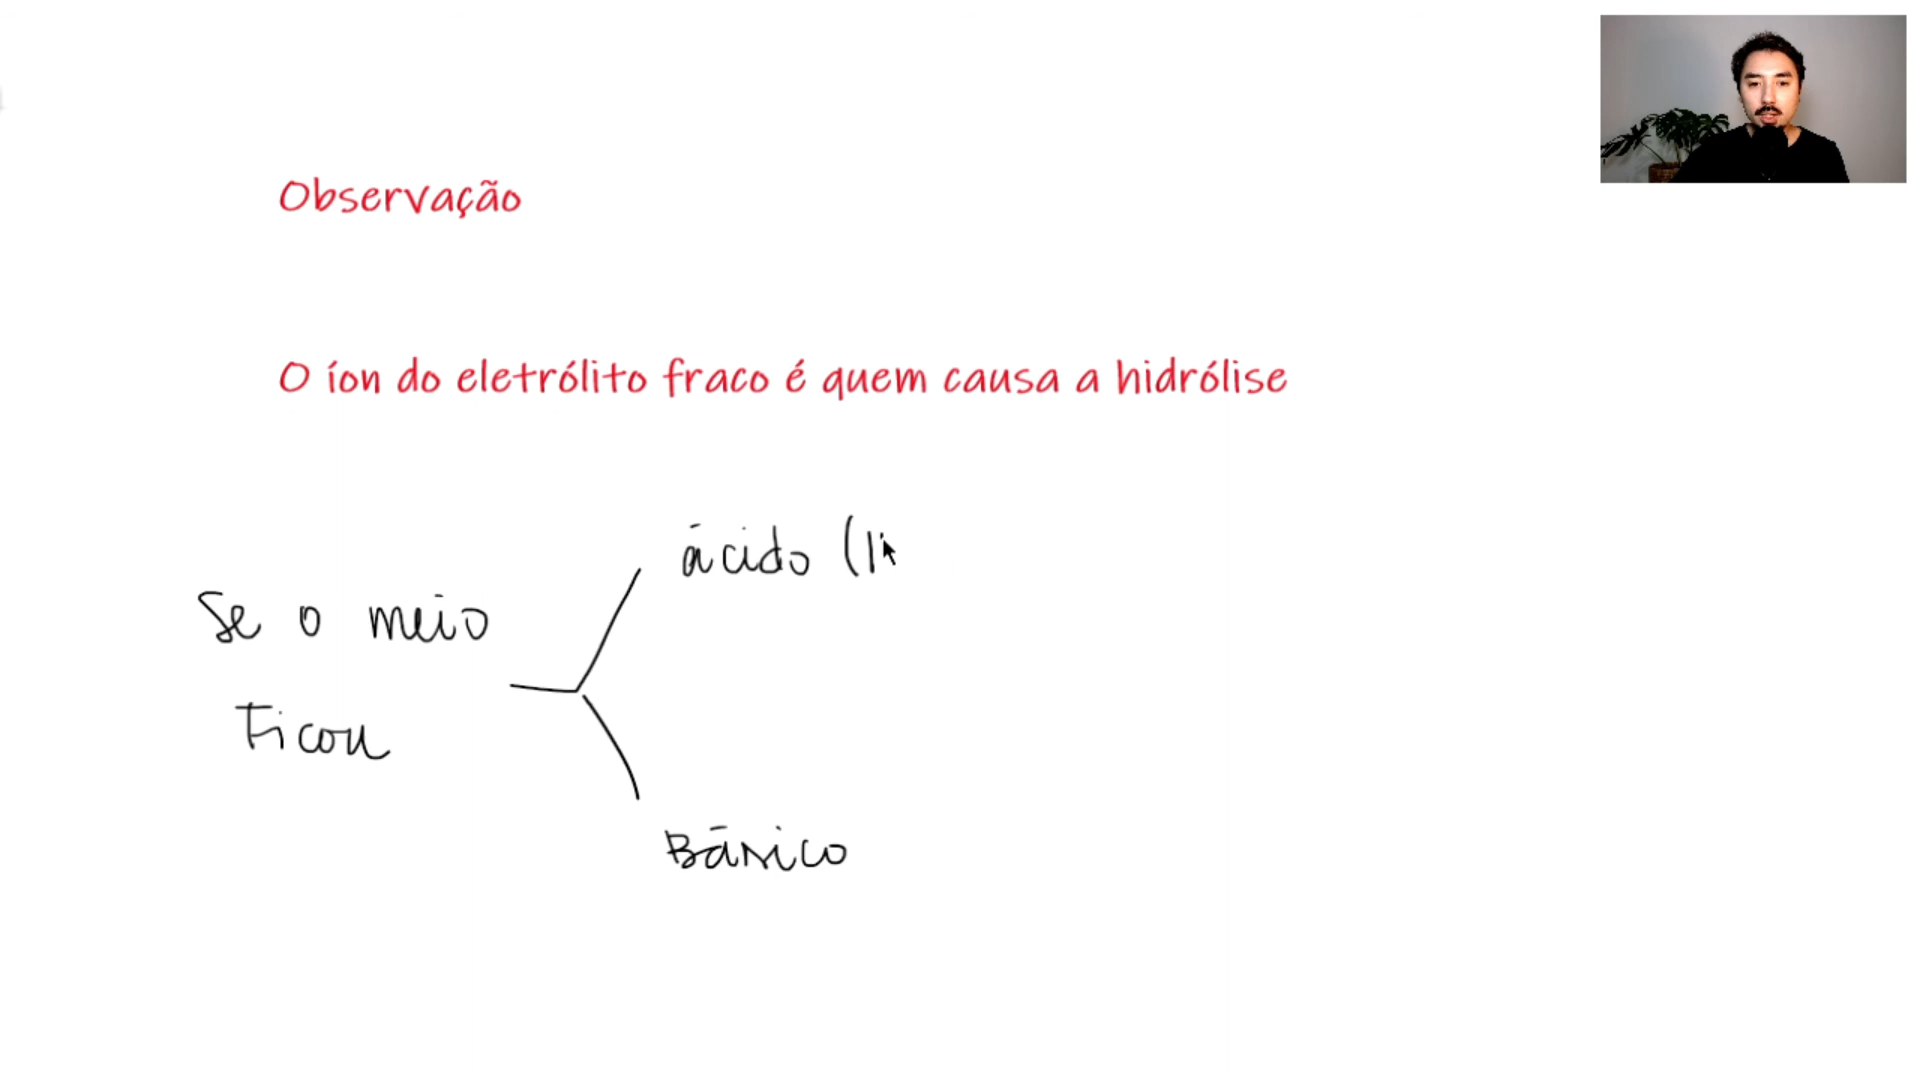 Observação
O íon do eletrólito fraco é quem causa a hidrólise
ácido (
Se o meio
Ficou
Básico